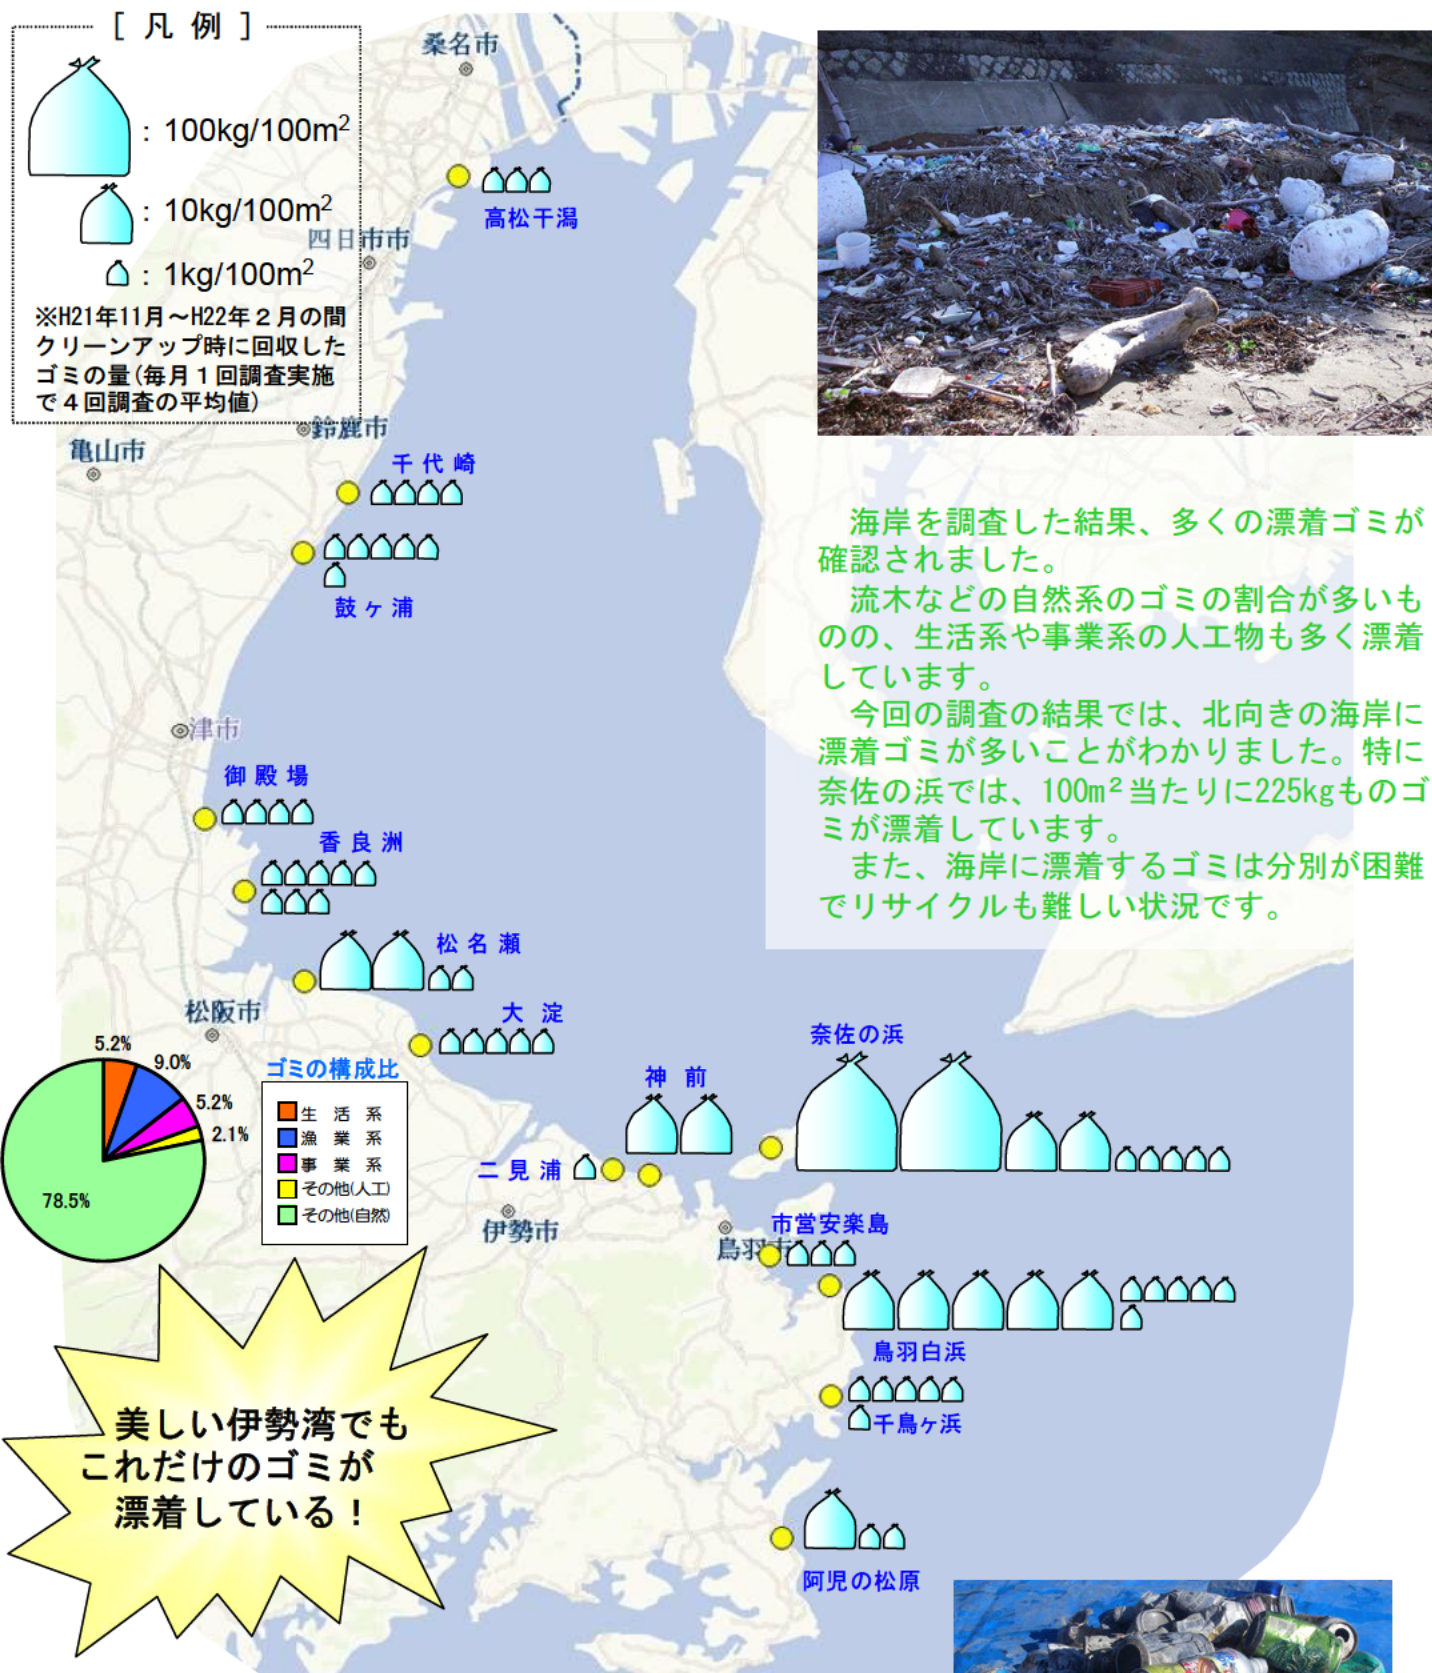 [ 凡 例 ]
: 100kg/100m²
: 10kg/100m²
: 1kg/100m²
※H21年11月～H22年２月の間
クリーンアップ時に回収した
ゴミの量(毎月１回調査実施
で４回調査の平均値)
桑名市
高松干潟
四日市市
鈴鹿市
亀山市
千代崎
鼓ヶ浦
津市
御殿場
香良洲
松名瀬
松阪市
大 淀
海岸を調査した結果、多くの漂着ゴミが
確認されました。
流木などの自然系のゴミの割合が多いも
のの、生活系や事業系の人工物も多く漂着
しています。
今回の調査の結果では、北向きの海岸に
漂着ゴミが多いことがわかりました。特に
奈佐の浜では、100m²当たりに225kgものゴ
ミが漂着しています。
また、海岸に漂着するゴミは分別が困難
でリサイクルも難しい状況です。
奈佐の浜
神 前
二見浦
伊勢市
鳥羽市
市営安楽島
鳥羽白浜
千鳥ヶ浜
阿児の松原
5.2%
9.0%
5.2%
2.1%
78.5%
ゴミの構成比
生 活 系
漁 業 系
事 業 系
その他(人工)
その他(自然)
美しい伊勢湾でも
これだけのゴミが
漂着している！